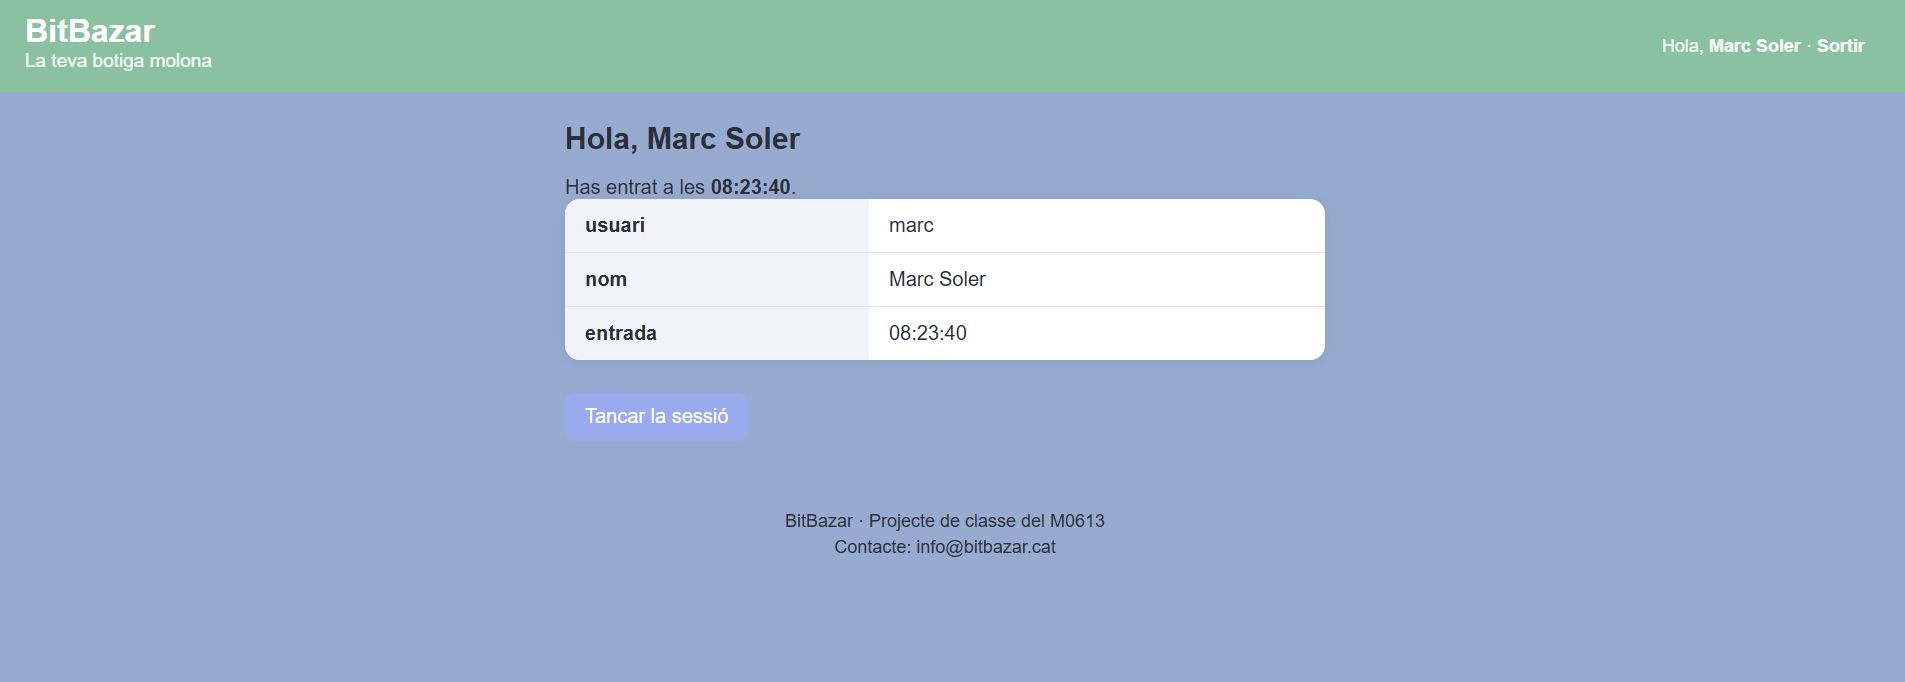 BitBazar
La teva botiga molona
Hola, Marc Soler · Sortir
Hola, Marc Soler
Has entrat a les 08:23:40.
usuari marc
nom Marc Soler
entrada 08:23:40
Tancar la sessió
BitBazar · Projecte de classe del M0613
Contacte: info@bitbazar.cat